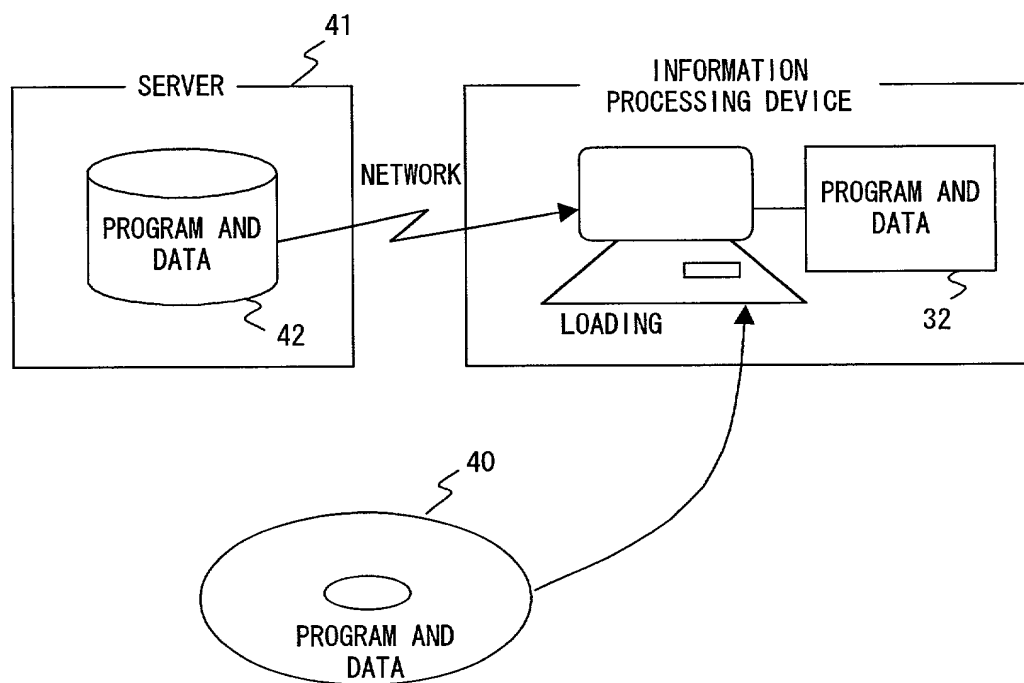 41
SERVER
INFORMATION
PROCESSING DEVICE
NETWORK
PROGRAM AND
DATA
PROGRAM AND
DATA
42
LOADING
32
40
PROGRAM AND
DATA